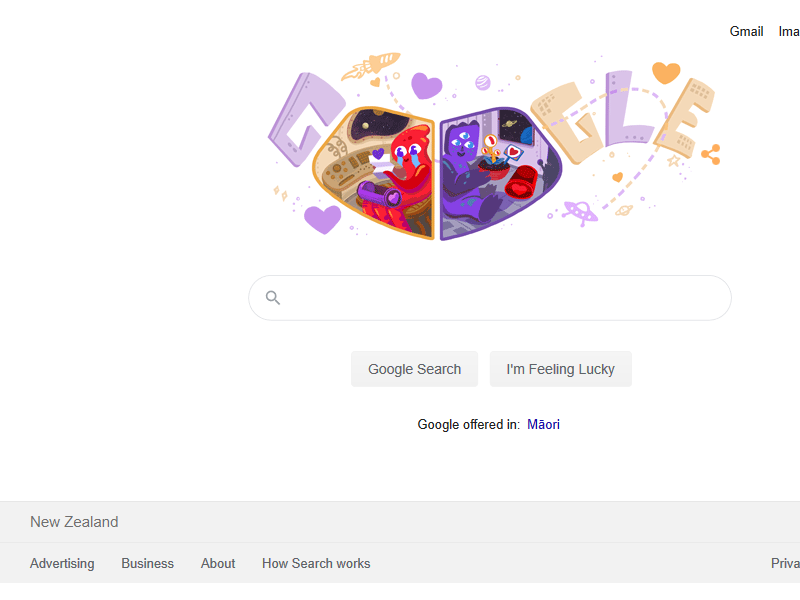 Gmail Ima
GGLE
Google Search I'm Feeling Lucky
Google offered in: Māori
New Zealand
Advertising Business About How Search works Priva